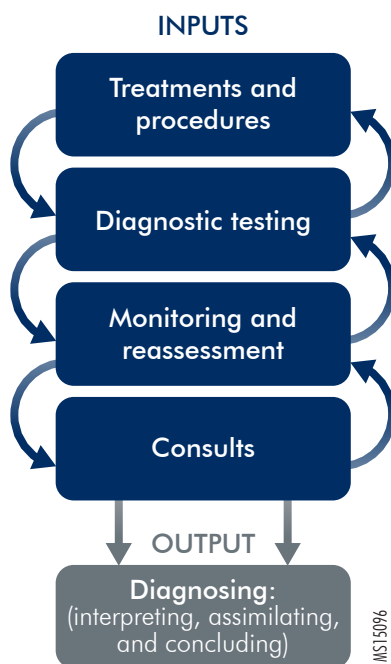 INPUTS
Treatments and
procedures
Diagnostic testing
Monitoring and
reassessment
Consults
OUTPUT
Diagnosing:
(interpreting, assimilating,
and concluding)
MS15096